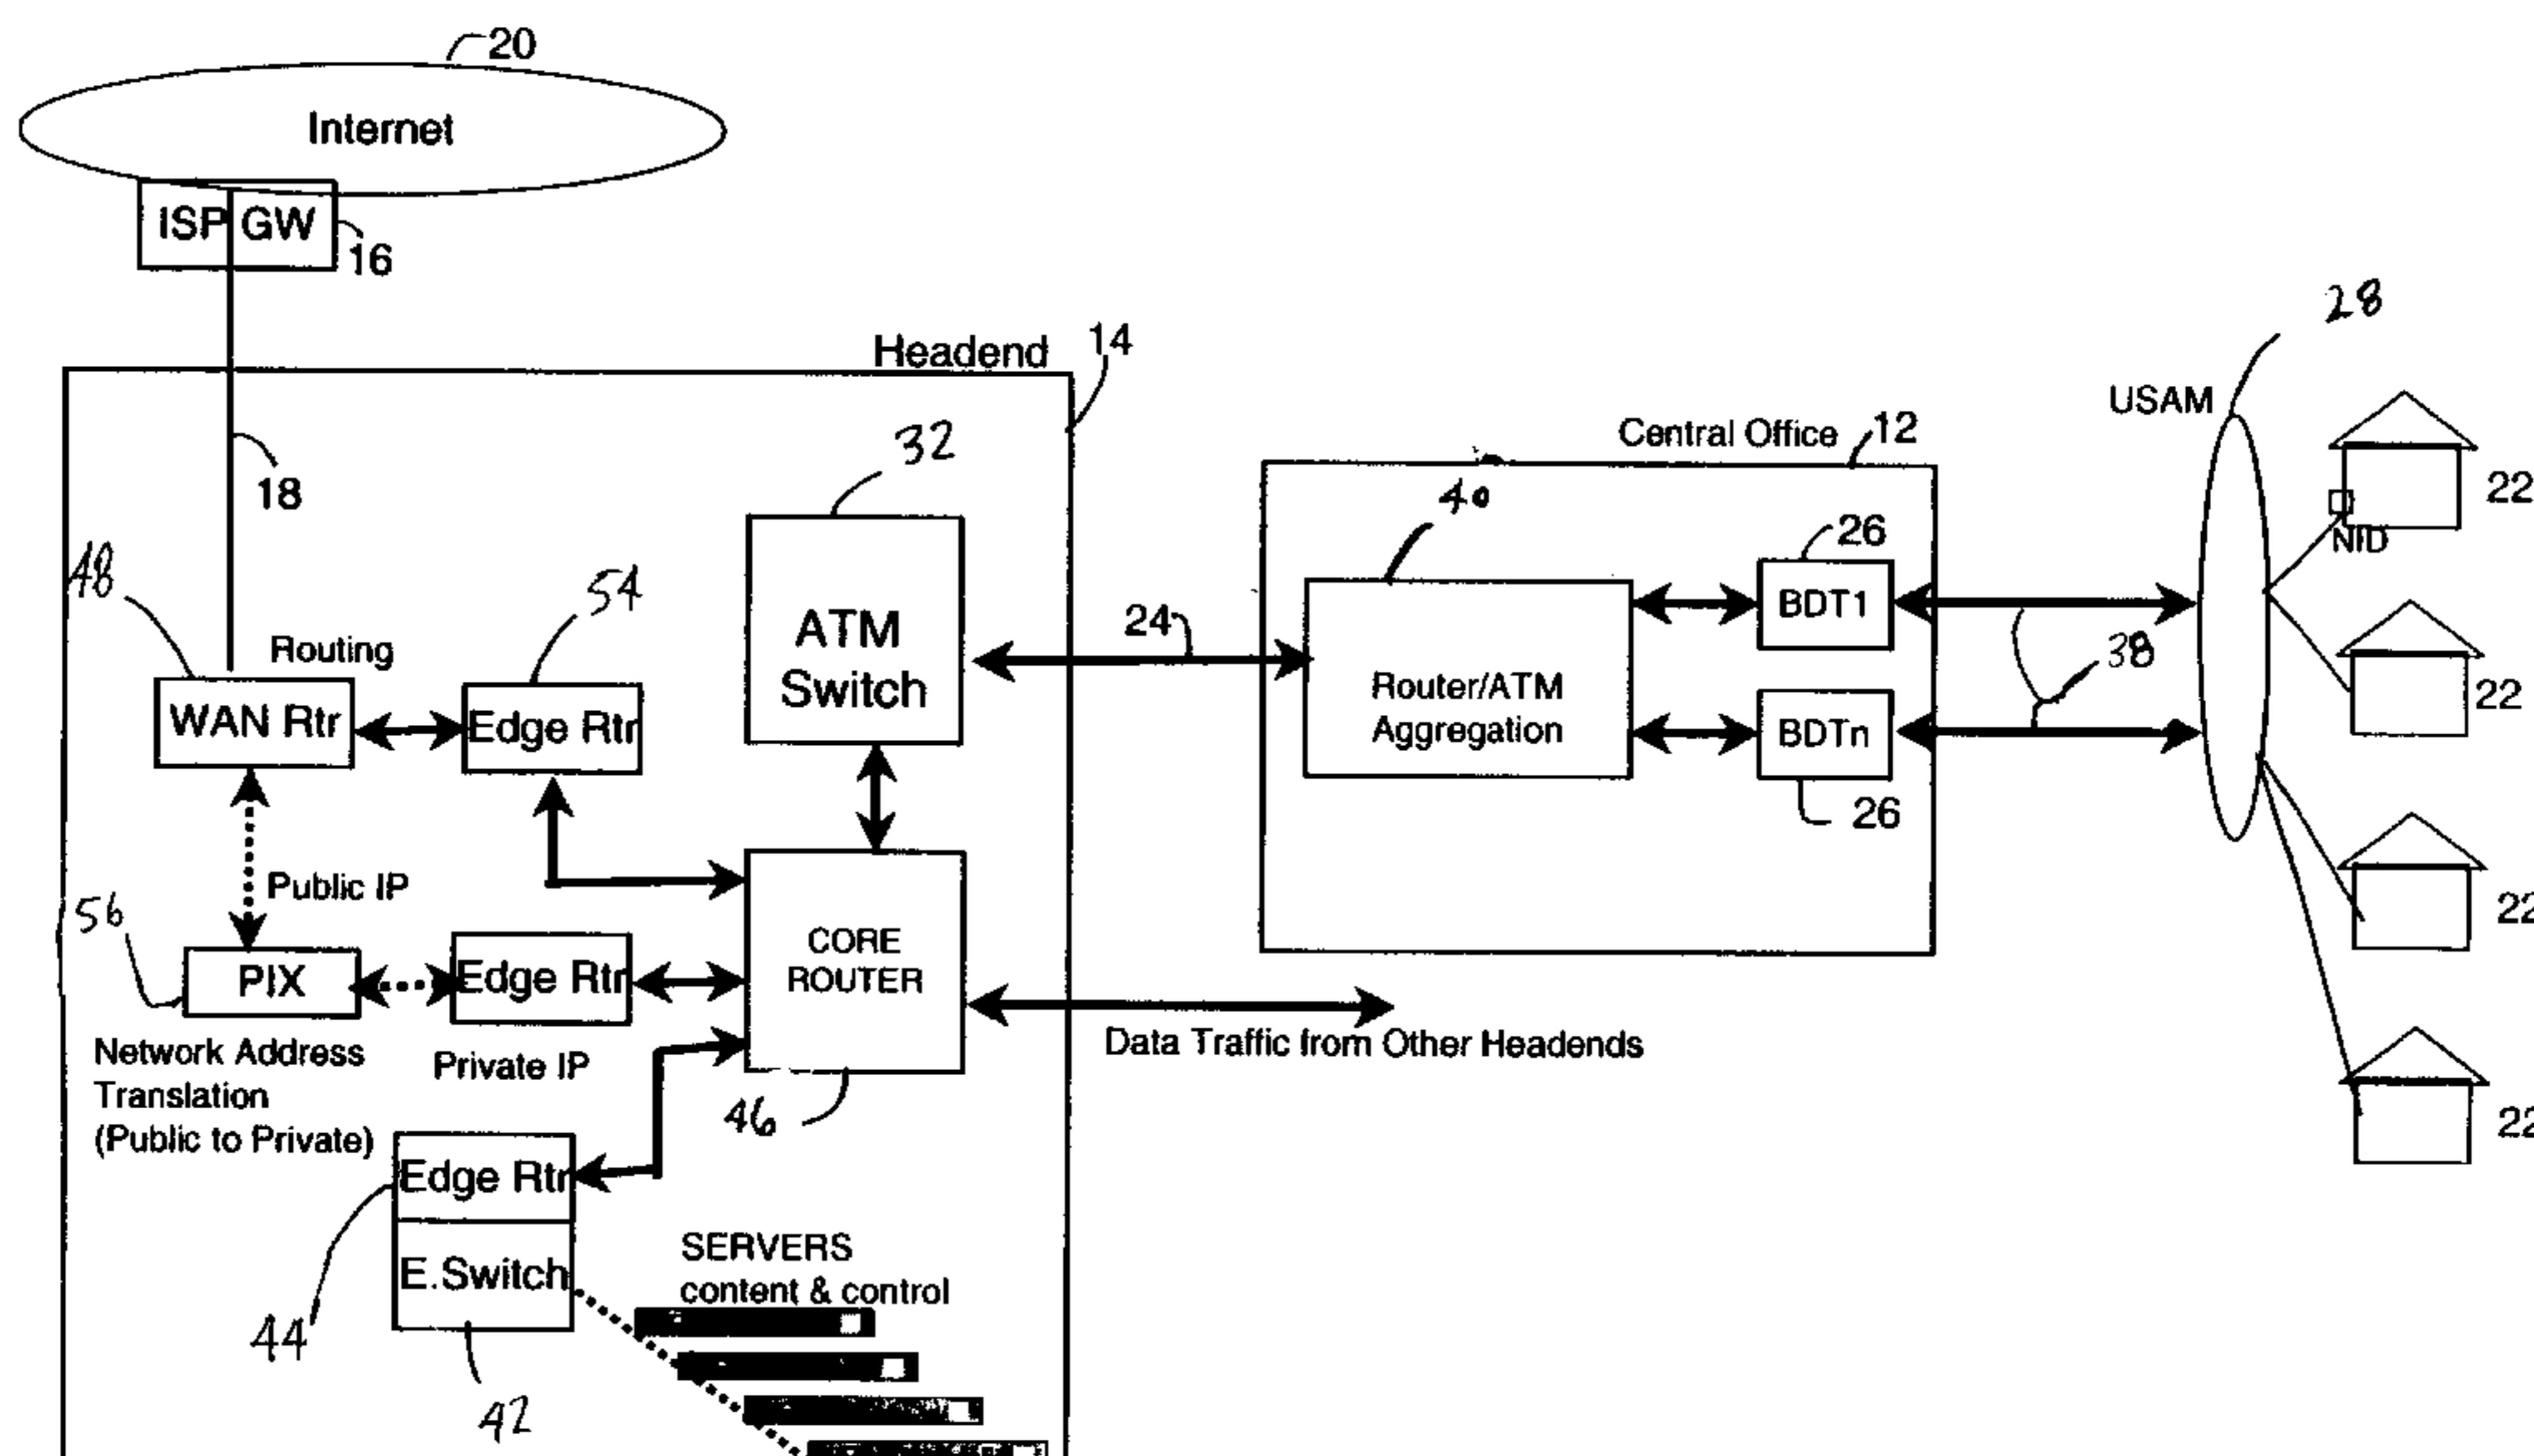 20
Internet
ISP GW
16
28
Headend
14
USAM
Central Office
12
32
40
18
22
26
NID
48
54
24
BDT1
ATM
Switch
Routing
38
WAN Rtr
Edge Rtr
Router/ATM
Aggregation
BDTn
22
26
Public IP
56
CORE
ROUTER
22
PIX
Edge Rtr
Data Traffic from Other Headends
Network Address
Translation
(Public to Private)
Private IP
46
22
Edge Rtr
E.Switch
SERVERS
content & control
44
42